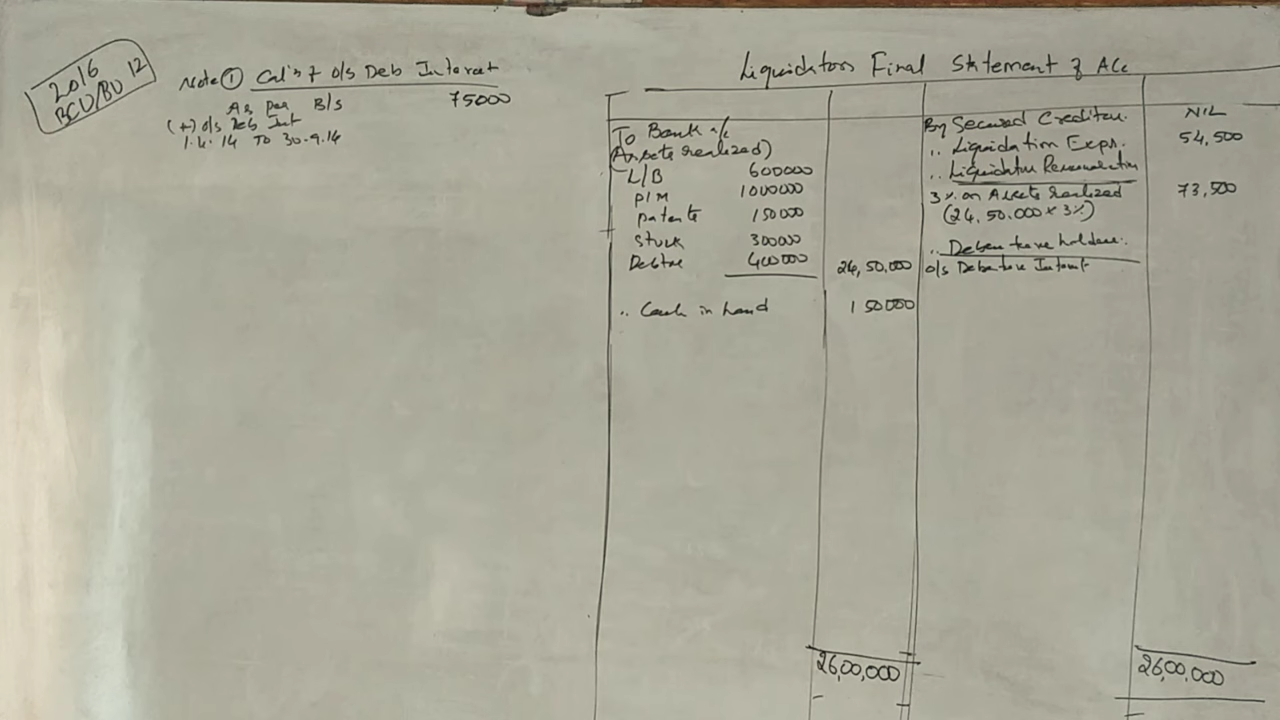 2016
BCU/BU 12
Note ① Cal'n of o/s Deb Interest
As per B/s 75000
(+) o/s Deb Int
1.4.14 To 30.9.14
Liquidators Final Statement of A/cs
To Bank a/c
(Assets realized)
L/B 600000
P/M 1000000
Patents 150000
Stock 300000
Debtors 400000 24,50,000
,, Cash in hand 150000
26,00,000
By Secured Creditors. NIL
,, Liquidation Exps. 54,500
,, Liquidators Remuneration
3% on Assets realized 73,500
(24,50,000 x 3%)
,, Debenture holders.
o/s Debenture Interest
26,00,000